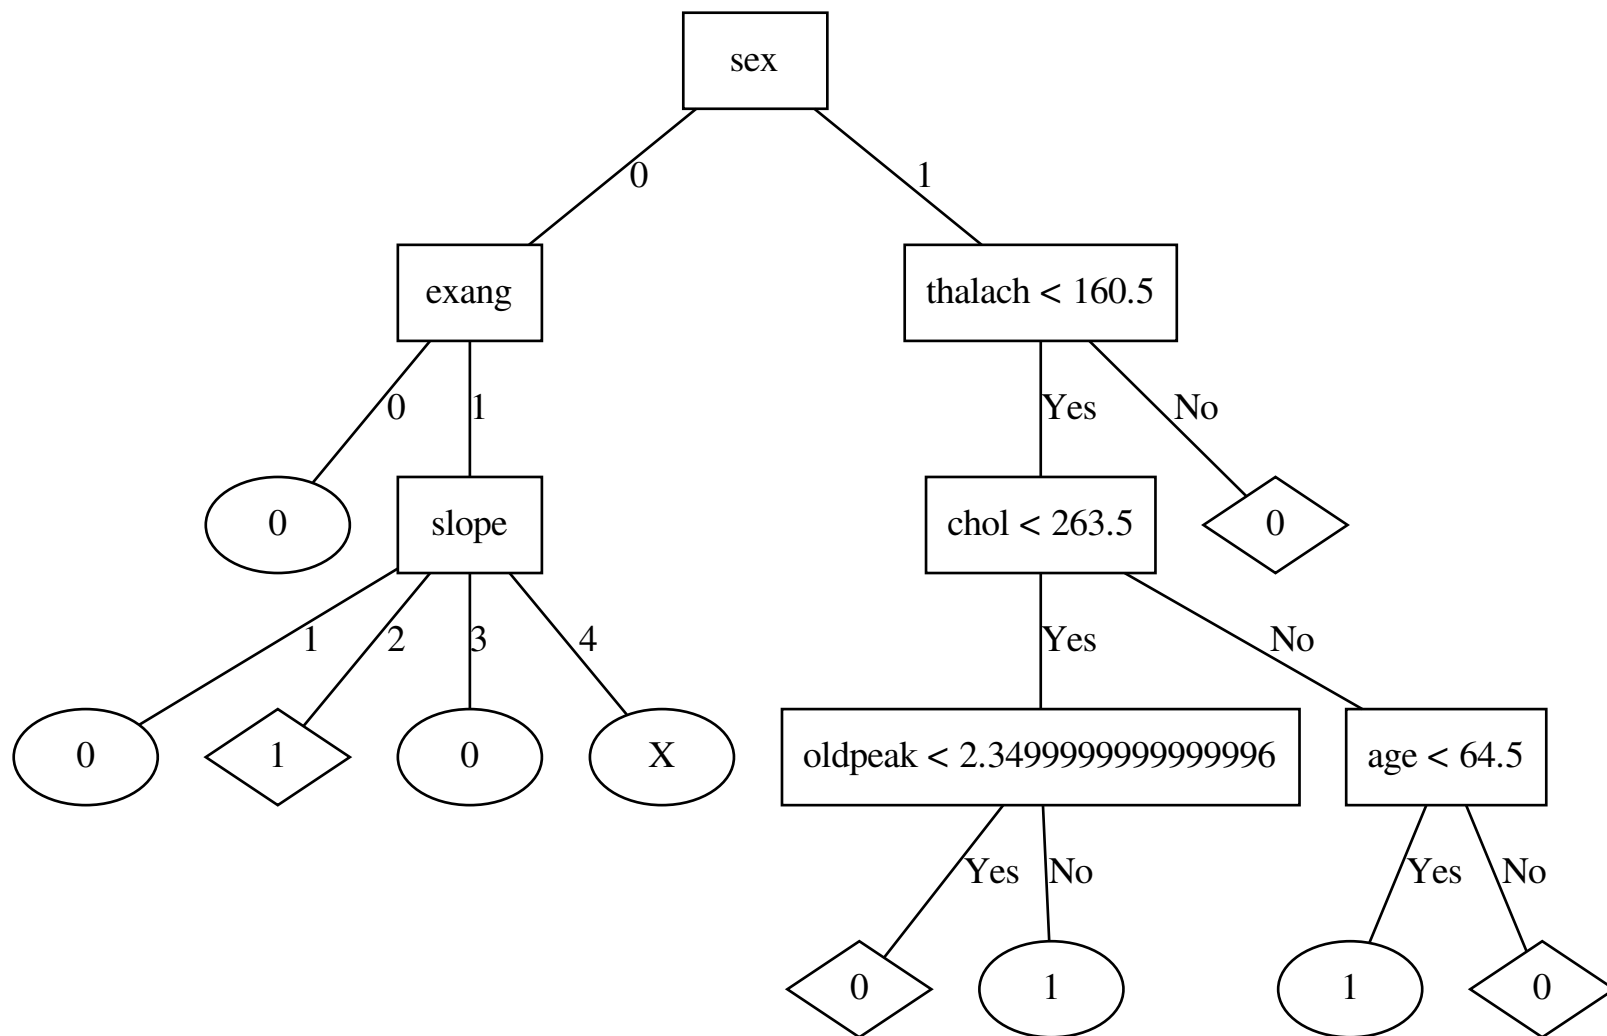 sex
0
1
exang
thalach < 160.5
0
1
Yes
No
0
slope
chol < 263.5
0
1
2
3
4
Yes
No
0
1
0
X
oldpeak < 2.3499999999999996
age < 64.5
Yes
No
Yes
No
0
1
1
0